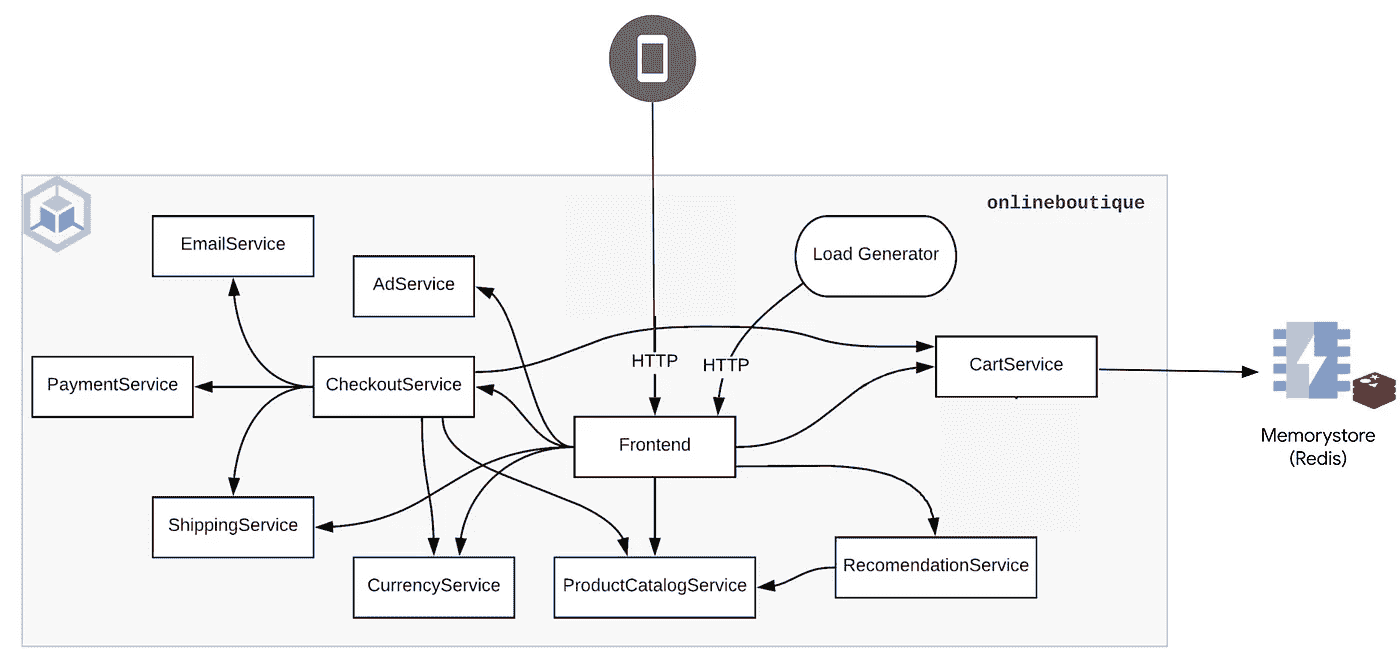 onlineboutique
EmailService
Load Generator
AdService
HTTP
HTTP
CartService
PaymentService
CheckoutService
Frontend
Memorystore
(Redis)
ShippingService
RecomendationService
CurrencyService
ProductCatalogService